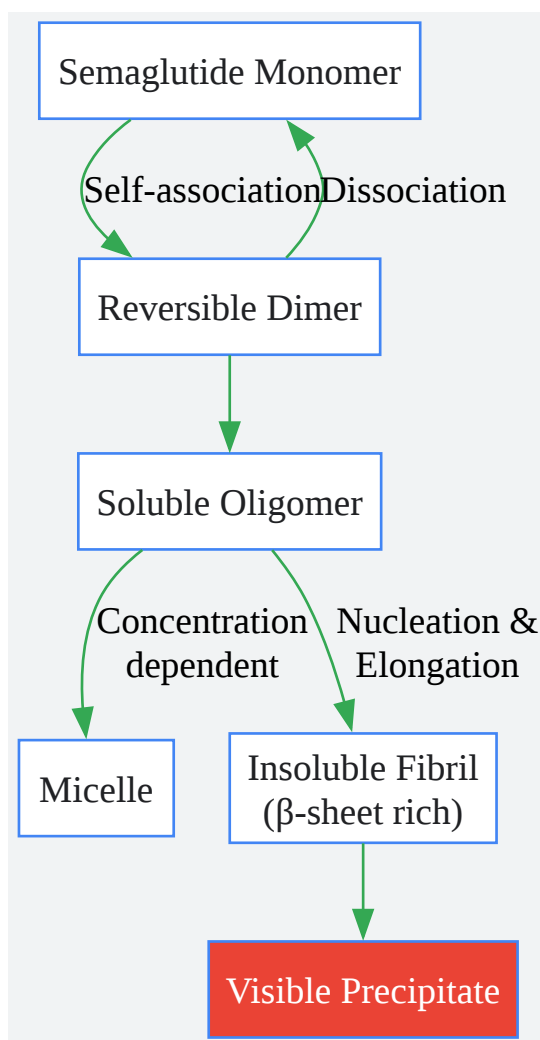 Semaglutide Monomer
Self-association
Dissociation
Reversible Dimer
Soluble Oligomer
Concentration
dependent
Nucleation &
Elongation
Micelle
Insoluble Fibril
(β-sheet rich)
Visible Precipitate